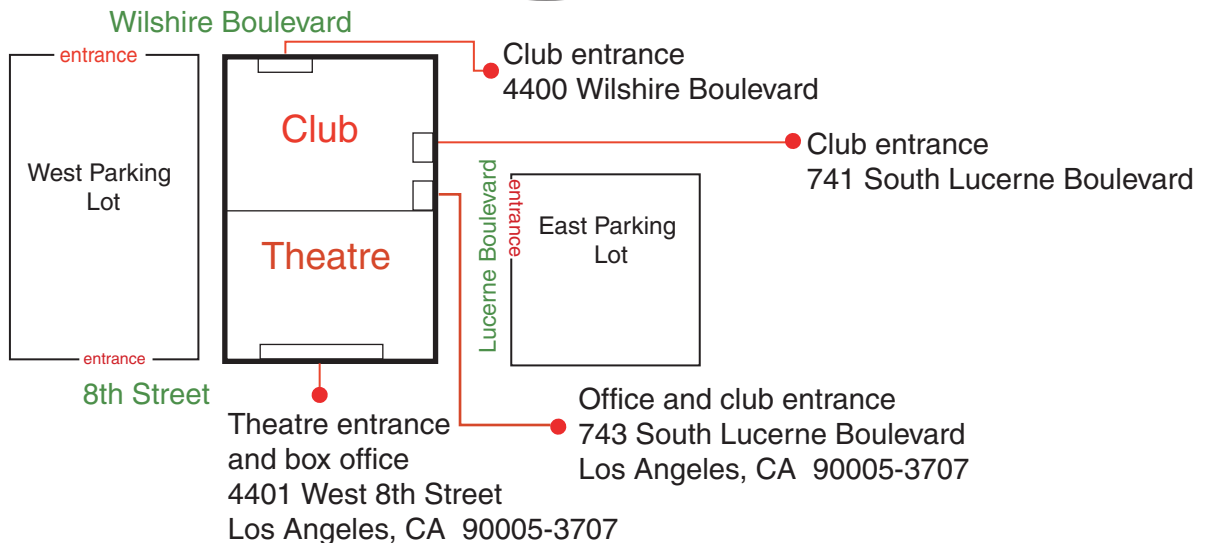 Wilshire Boulevard
entrance
Club entrance
4400 Wilshire Boulevard
Club
Club entrance
741 South Lucerne Boulevard
West Parking
Lot
Lucerne Boulevard
entrance
East Parking
Lot
Theatre
entrance
8th Street
Theatre entrance
and box office
4401 West 8th Street
Los Angeles, CA  90005-3707
Office and club entrance
743 South Lucerne Boulevard
Los Angeles, CA  90005-3707